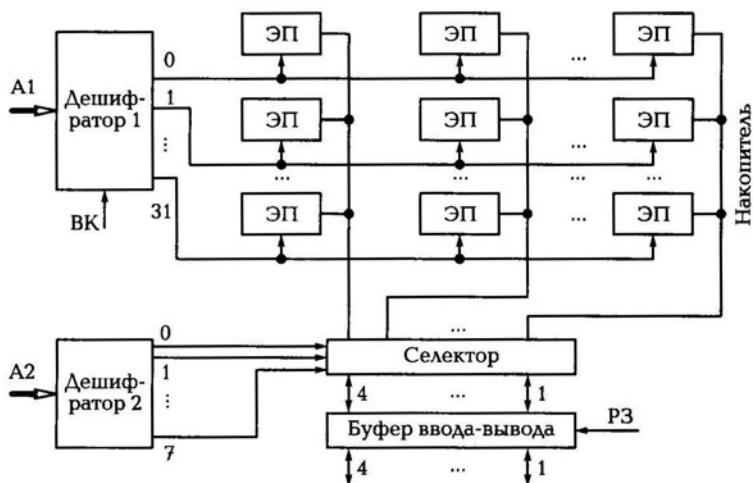 ЭП ЭП ... ЭП
A1
Дешиф-
ратор 1
0
1
...
31
ВК
...
ЭП ЭП ... ЭП
...
... ... ... ...
ЭП ЭП ... ЭП
...
Накопитель
A2
Дешиф-
ратор 2
0
1
...
7
...
Селектор
4 ... 1
Буфер ввода-вывода
РЗ
4 ... 1